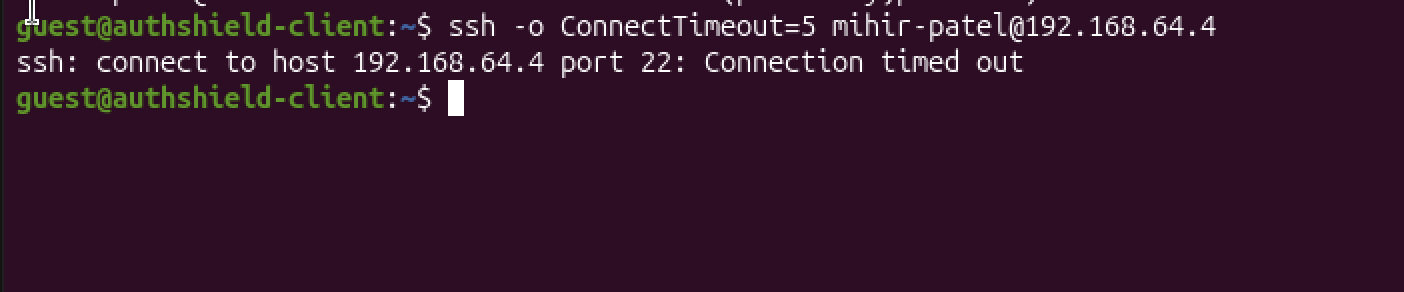 guest@authshield-client:~$ ssh -o ConnectTimeout=5 mihir-patel@192.168.64.4
ssh: connect to host 192.168.64.4 port 22: Connection timed out
guest@authshield-client:~$